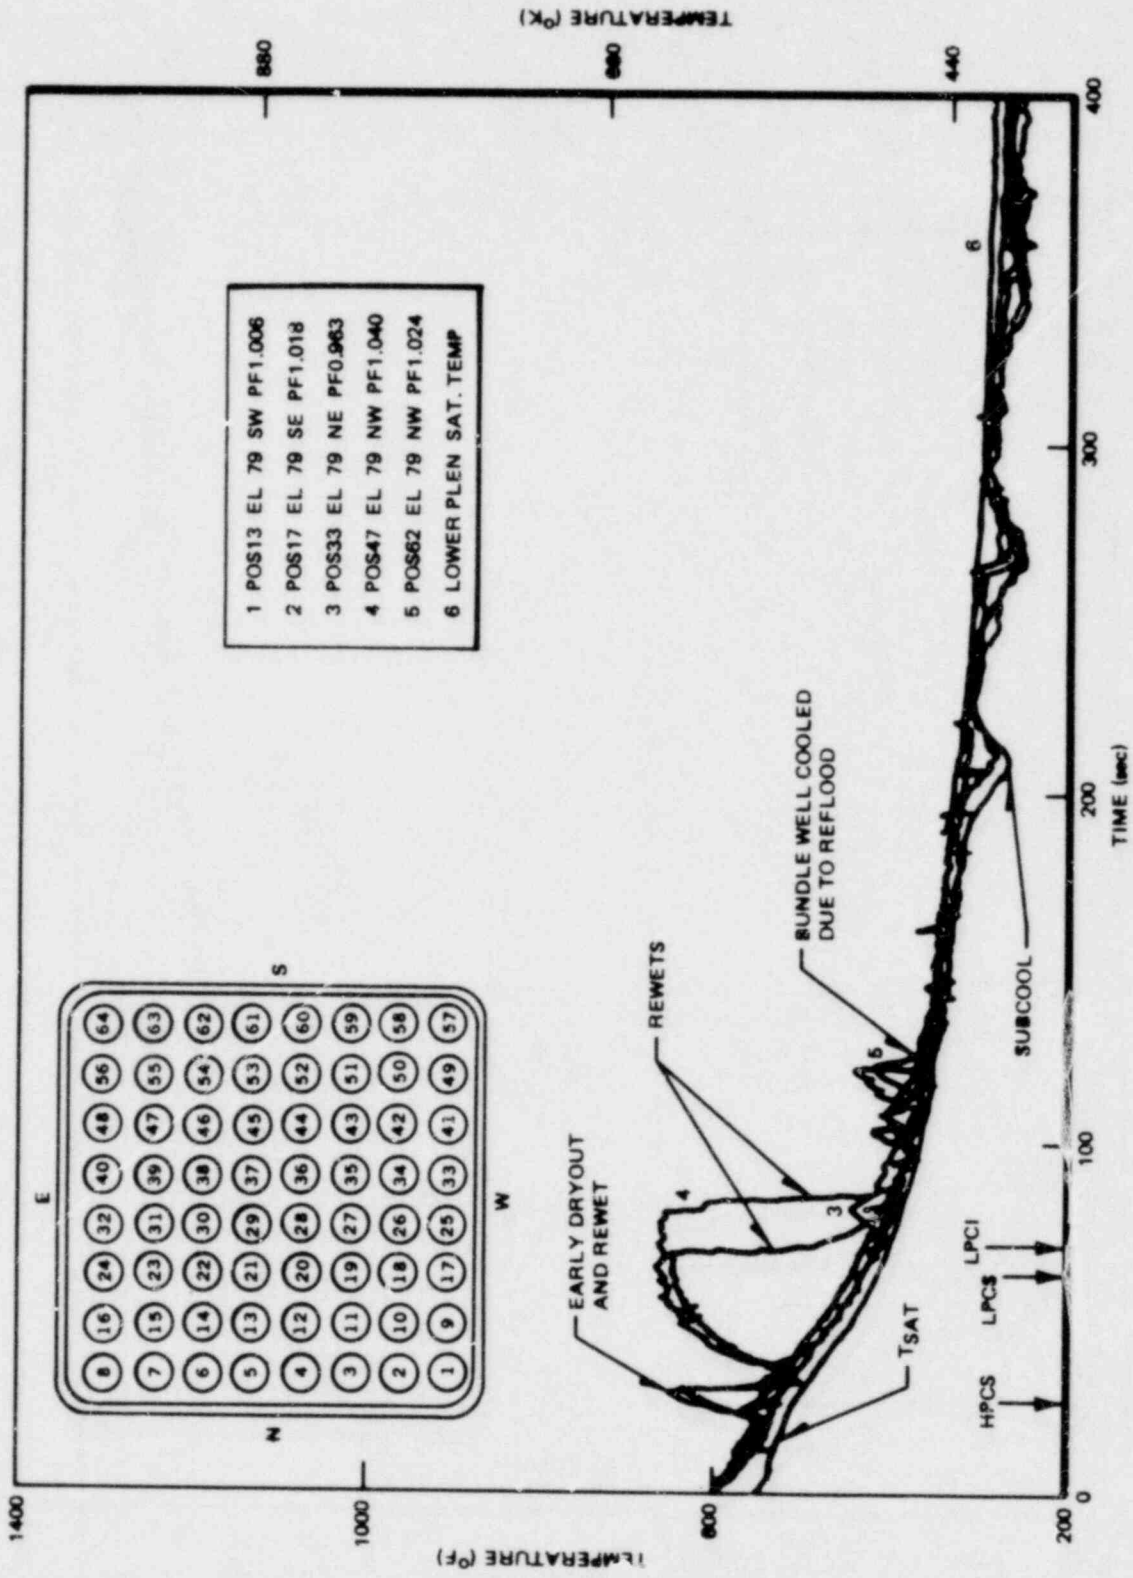 1400
1000
600
200
TEMPERATURE (°F)
E
N
S
W
8 16 24 32 40 48 56 64
7 15 23 31 39 47 55 63
6 14 22 30 38 46 54 62
5 13 21 29 37 45 53 61
4 12 20 28 36 44 52 60
3 11 19 27 35 43 51 59
2 10 18 26 34 42 50 58
1 9 17 25 33 41 49 57
1 POS13 EL 79 SW PF1.006
2 POS17 EL 79 SE PF1.018
3 POS33 EL 79 NE PF0.963
4 POS47 EL 79 NW PF1.040
5 POS62 EL 79 NW PF1.024
6 LOWER PLEN SAT. TEMP
EARLY DRYOUT
AND REWET
REWETS
BUNDLE WELL COOLED
DUE TO REFLOOD
4
3
5
6
TSAT
SUBCOOL
HPCS
LPCS
LPCI
0
100
200
300
400
TIME (sec)
880
660
440
TEMPERATURE (°K)